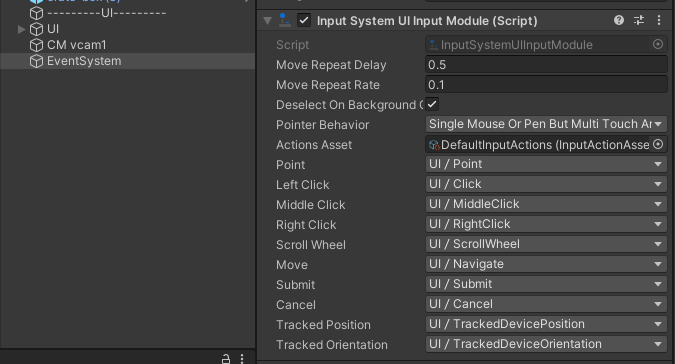 ---------UI---------
UI
CM vcam1
EventSystem
Input System UI Input Module (Script)
Script InputSystemUIInputModule
Move Repeat Delay 0.5
Move Repeat Rate 0.1
Deselect On Background C
Pointer Behavior Single Mouse Or Pen But Multi Touch Ar
Actions Asset DefaultInputActions (InputActionAsse
Point UI / Point
Left Click UI / Click
Middle Click UI / MiddleClick
Right Click UI / RightClick
Scroll Wheel UI / ScrollWheel
Move UI / Navigate
Submit UI / Submit
Cancel UI / Cancel
Tracked Position UI / TrackedDevicePosition
Tracked Orientation UI / TrackedDeviceOrientation